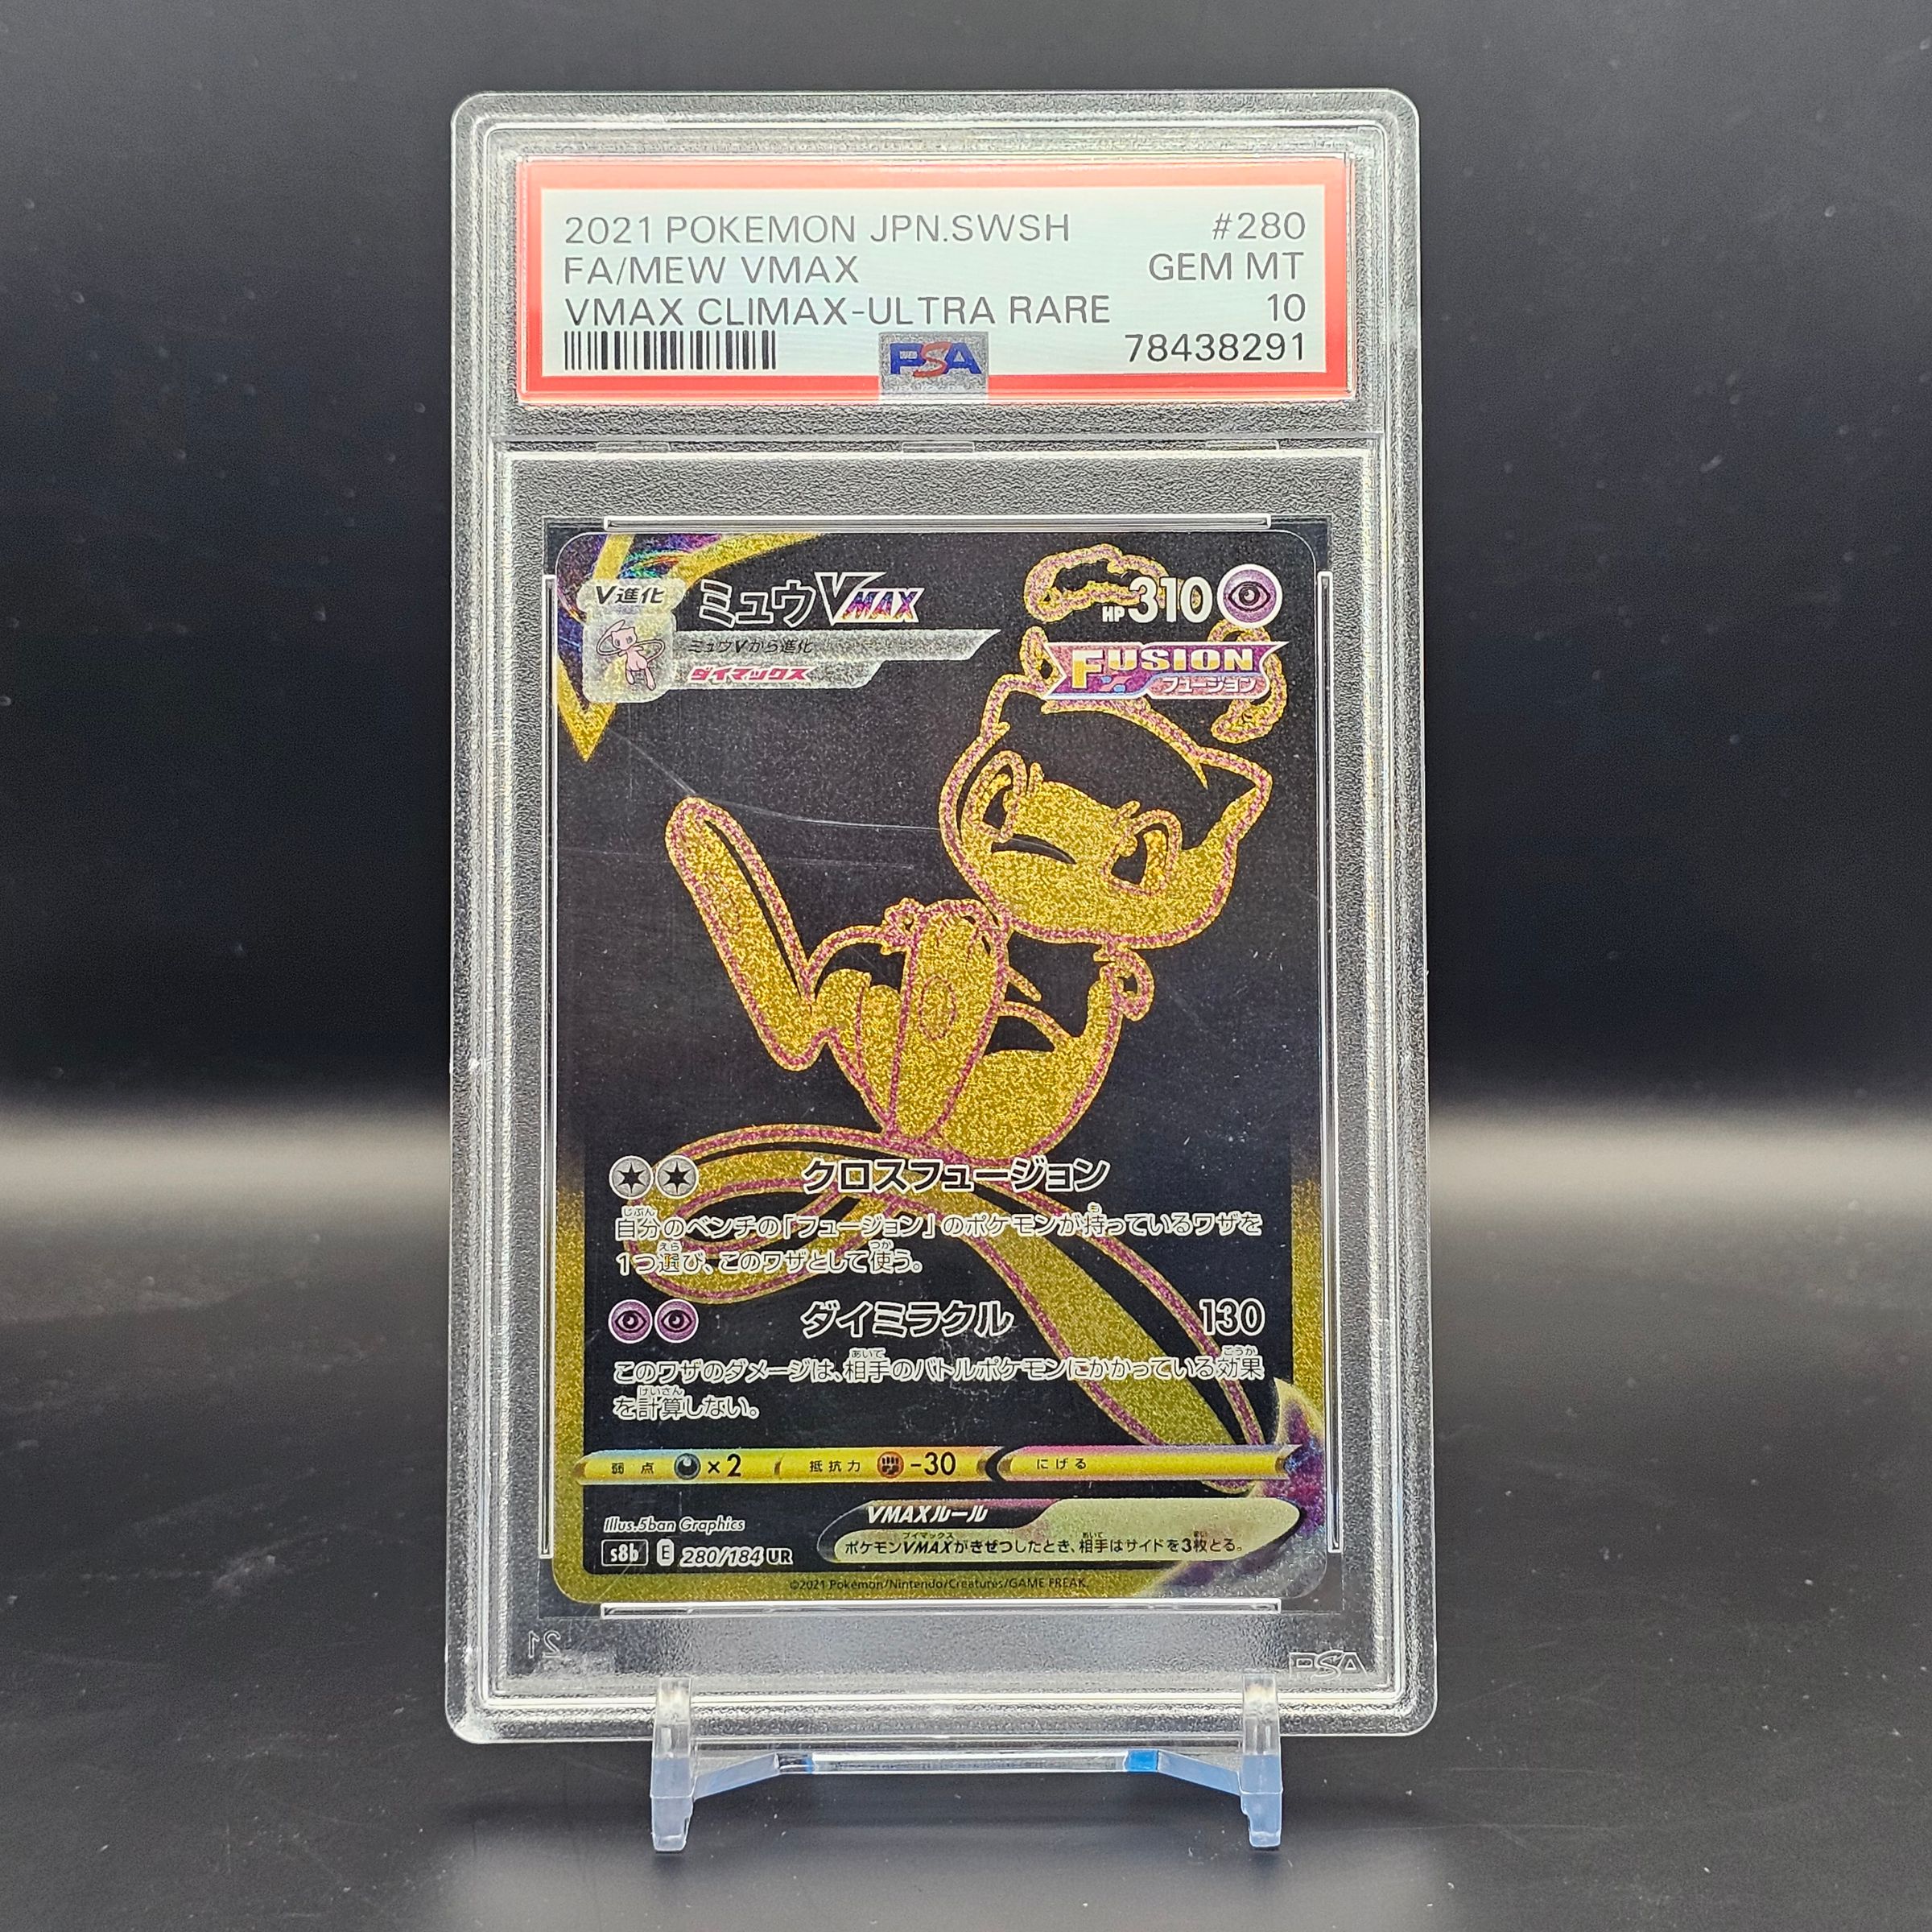 2021 POKEMON JPN.SWSH #280
FA/MEW VMAX GEM MT
VMAX CLIMAX-ULTRA RARE 10
PSA 78438291
V進化 ミュウVMAX HP310
ミュウVから進化
ダイマックス
FUSION
フュージョン
クロスフュージョン
自分のベンチの「フュージョン」のポケモンが持っているワザを
1つ選び、このワザとして使う。
ダイミラクル 130
このワザのダメージは、相手のバトルポケモンにかかっている効果
を計算しない。
弱点 ×2 抵抗力 -30 にげる
VMAXルール
ポケモンVMAXがきぜつしたとき、相手はサイドを3枚とる。
Illus.5ban Graphics
s8b E 280/184 UR
©2021 Pokémon/Nintendo/Creatures/GAME FREAK.
PSA